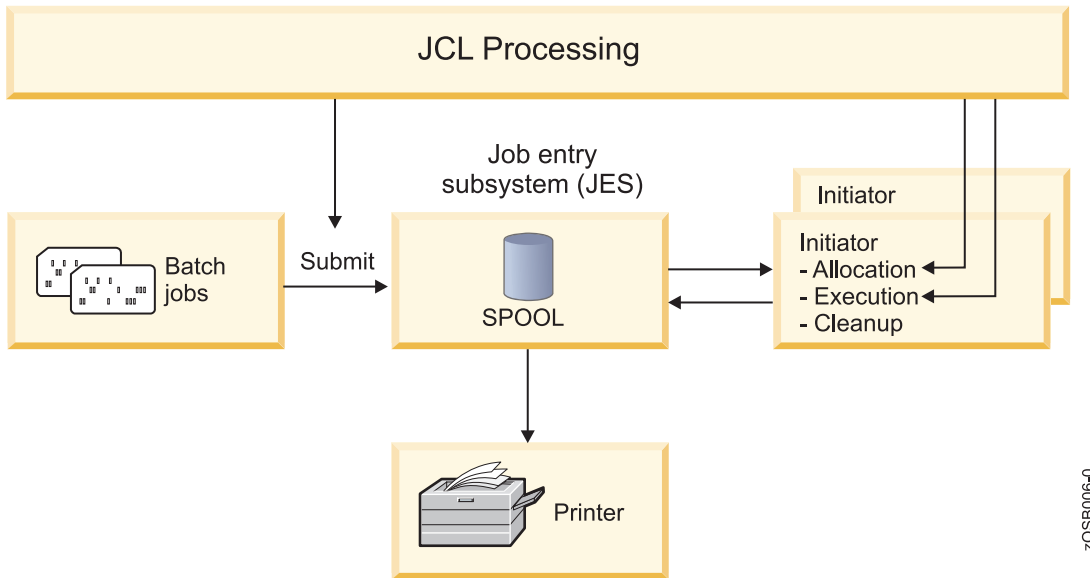 JCL Processing
Job entry
subsystem (JES)
Initiator
Batch
jobs
Submit
SPOOL
Initiator
- Allocation
- Execution
- Cleanup
Printer
zOSB006-0